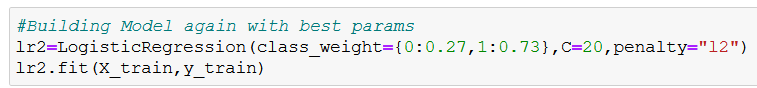 #Building Model again with best params
lr2=LogisticRegression(class_weight={0:0.27,1:0.73},C=20,penalty="l2")
lr2.fit(X_train,y_train)